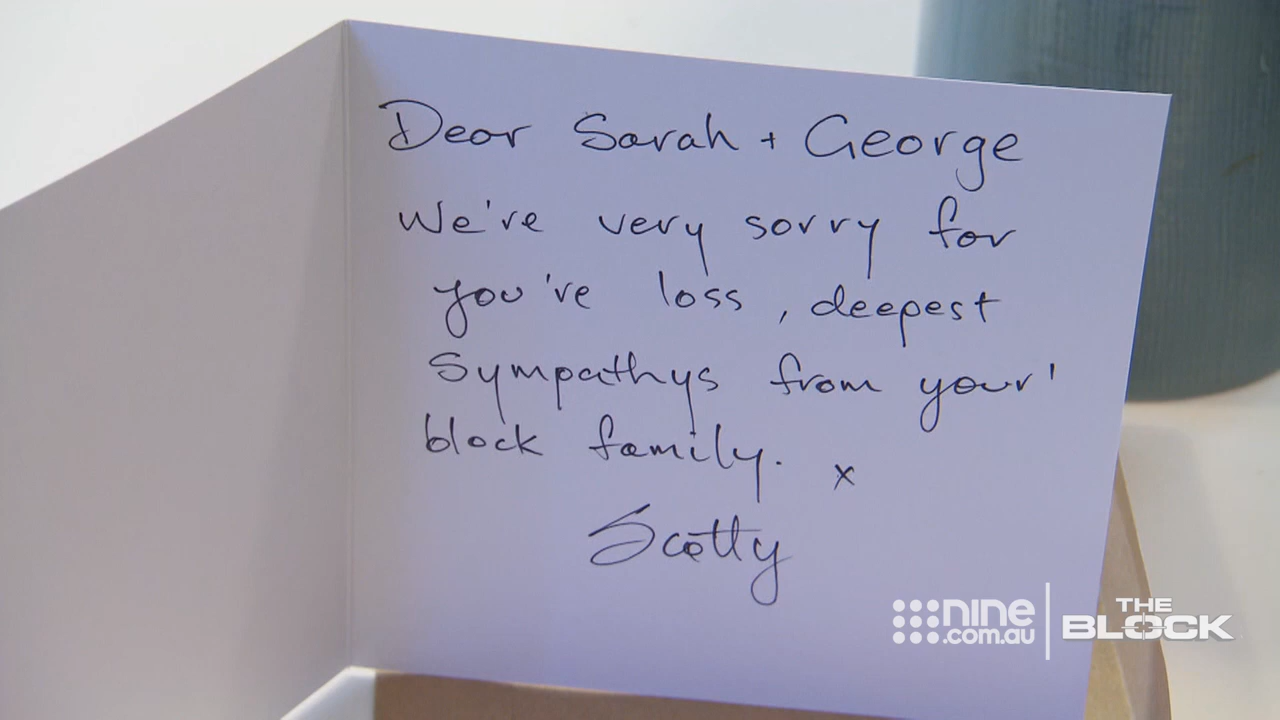 Dear Sarah + George
We're very sorry for
you've loss, deepest
Sympathys from your'
block family. x
Scotty
nine
.com.au
THE
BLOCK